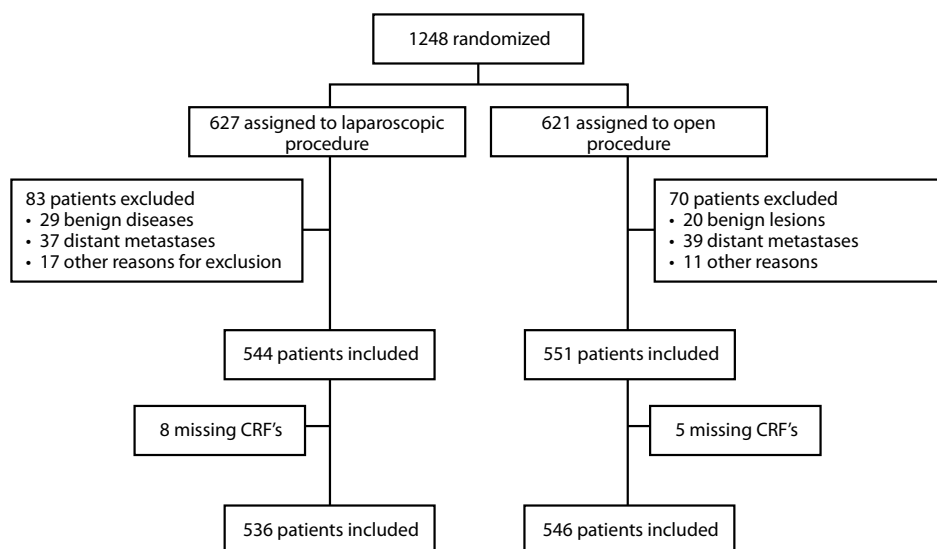 1248 randomized
627 assigned to laparoscopic
procedure
621 assigned to open
procedure
83 patients excluded
• 29 benign diseases
• 37 distant metastases
• 17 other reasons for exclusion
70 patients excluded
• 20 benign lesions
• 39 distant metastases
• 11 other reasons
544 patients included
551 patients included
8 missing CRF's
5 missing CRF's
536 patients included
546 patients included